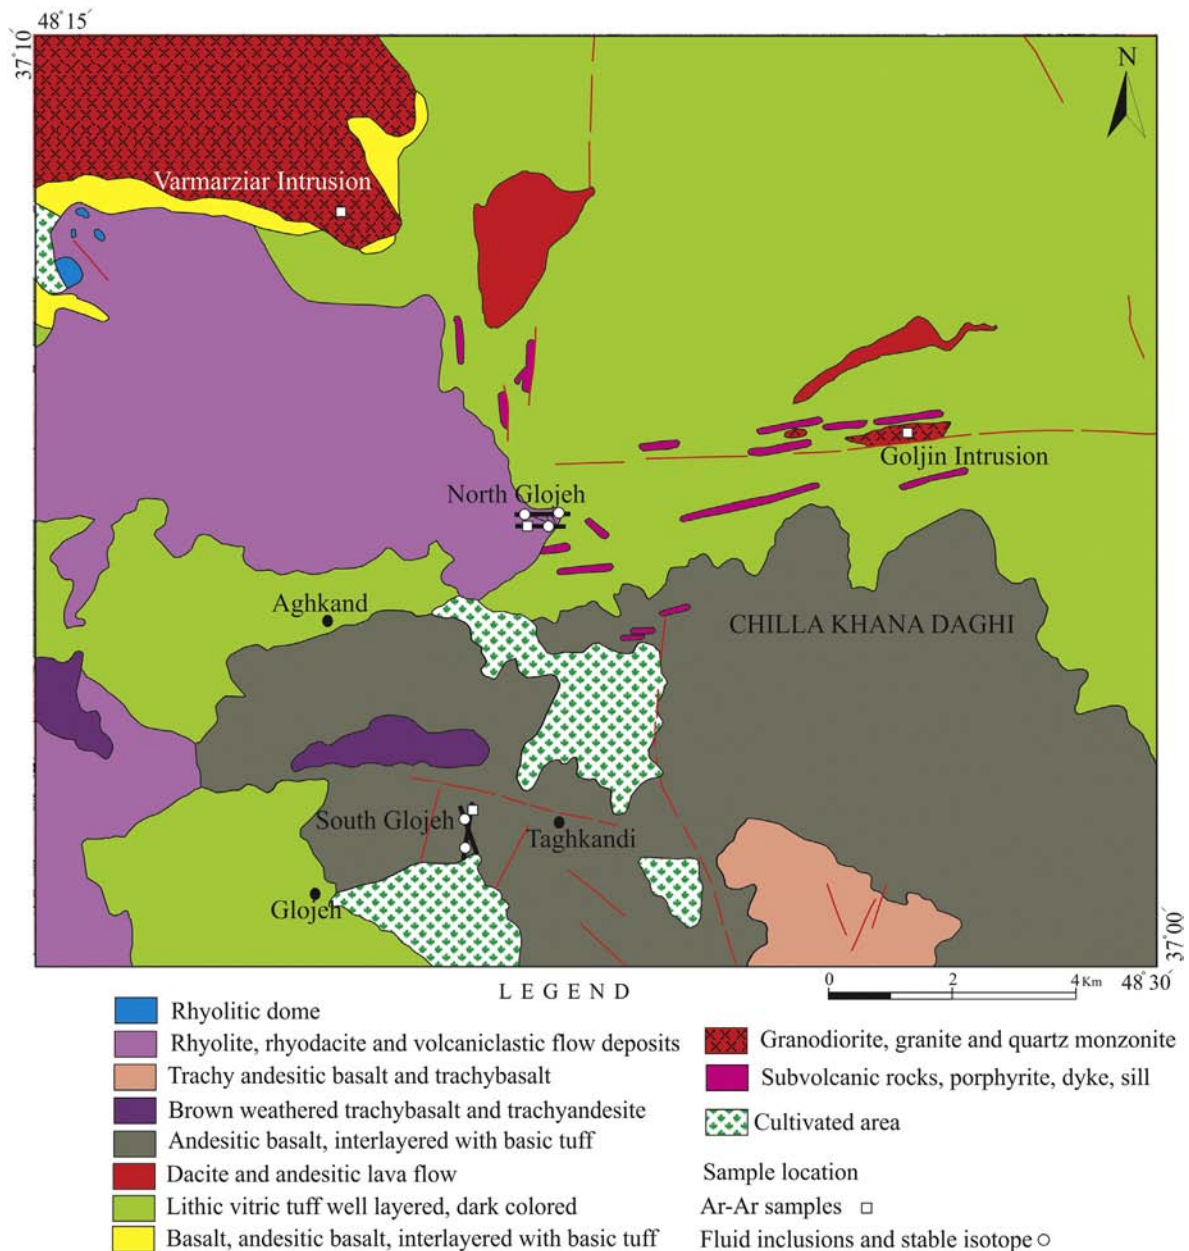 48°15′
37°10′
N
Varmarziar Intrusion
Goljin Intrusion
North Glojeh
Aghkand
CHILLA KHANA DAGHI
South Glojeh
Taghkandi
Glojeh
37°00′
LEGEND
0 2 4 Km
48°30′
Rhyolitic dome
Rhyolite, rhyodacite and volcaniclastic flow deposits
Trachy andesitic basalt and trachybasalt
Brown weathered trachybasalt and trachyandesite
Andesitic basalt, interlayered with basic tuff
Dacite and andesitic lava flow
Lithic vitric tuff well layered, dark colored
Basalt, andesitic basalt, interlayered with basic tuff
Granodiorite, granite and quartz monzonite
Subvolcanic rocks, porphyrite, dyke, sill
Cultivated area
Sample location
Ar-Ar samples
Fluid inclusions and stable isotope